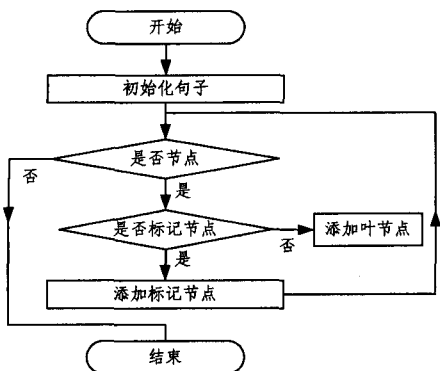 开始
初始化句子
是否节点
否
是
是否标记节点
添加叶节点
否
是
添加标记节点
结束